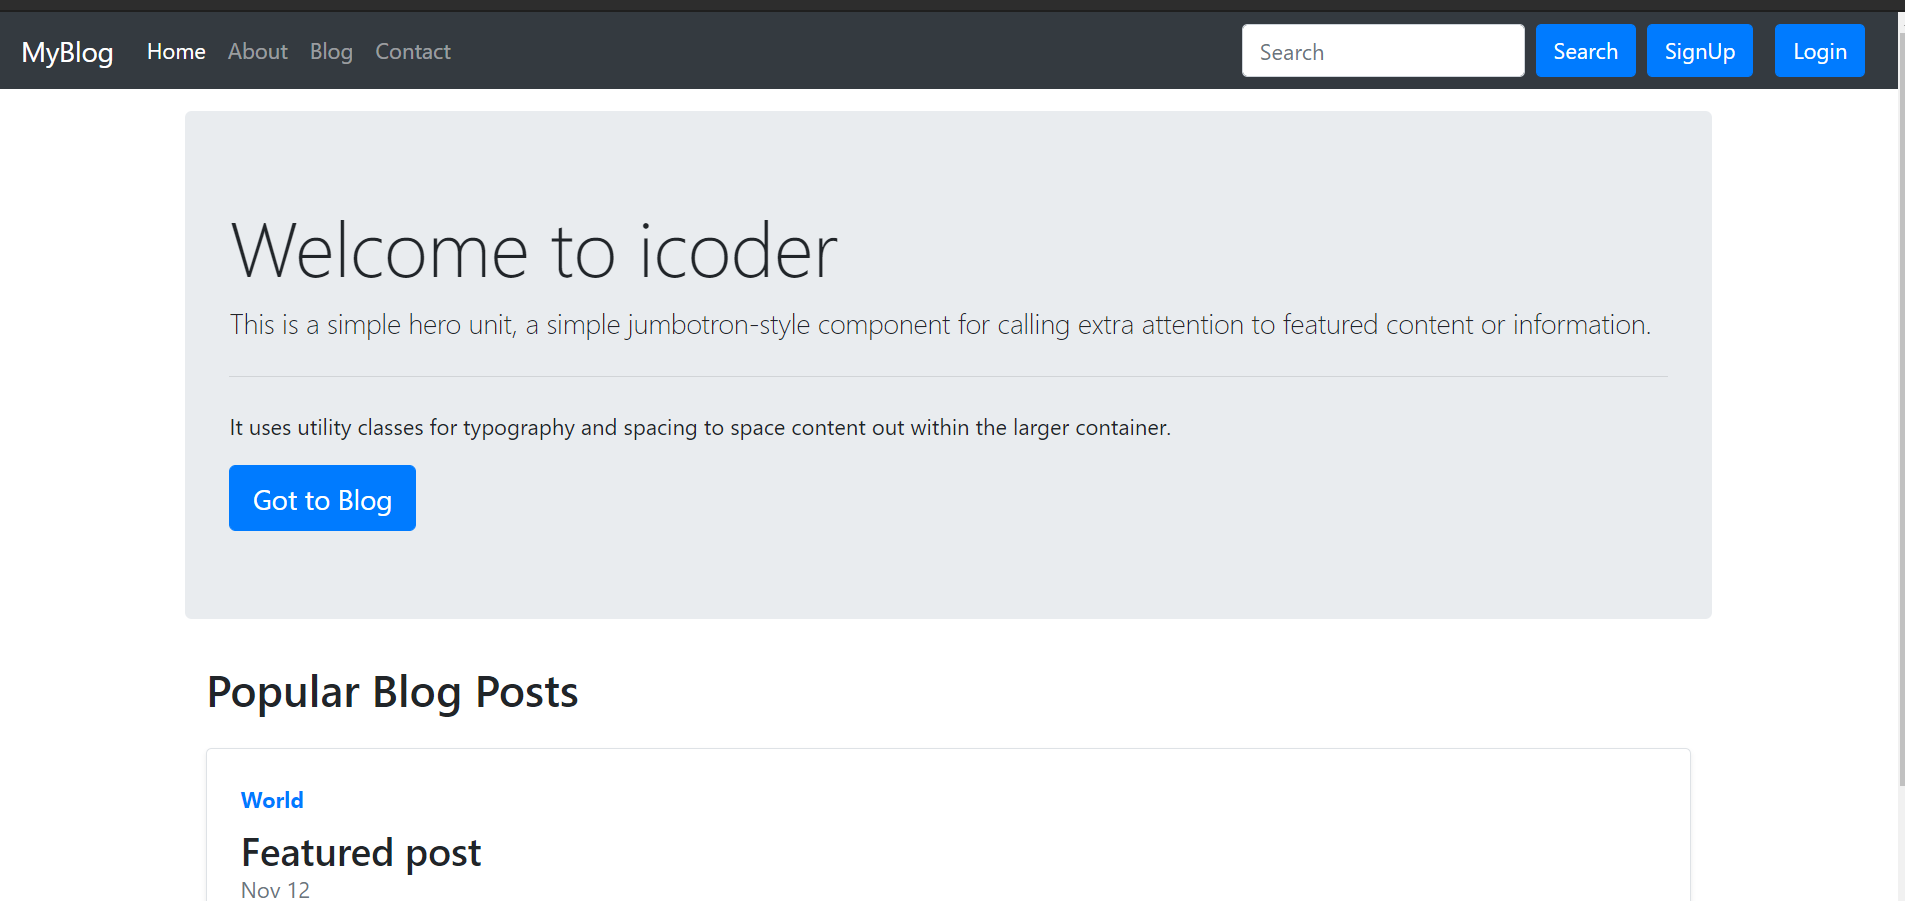 MyBlog Home About Blog Contact Search Search SignUp Login
Welcome to icoder
This is a simple hero unit, a simple jumbotron-style component for calling extra attention to featured content or information.
It uses utility classes for typography and spacing to space content out within the larger container.
Got to Blog
Popular Blog Posts
World
Featured post
Nov 12